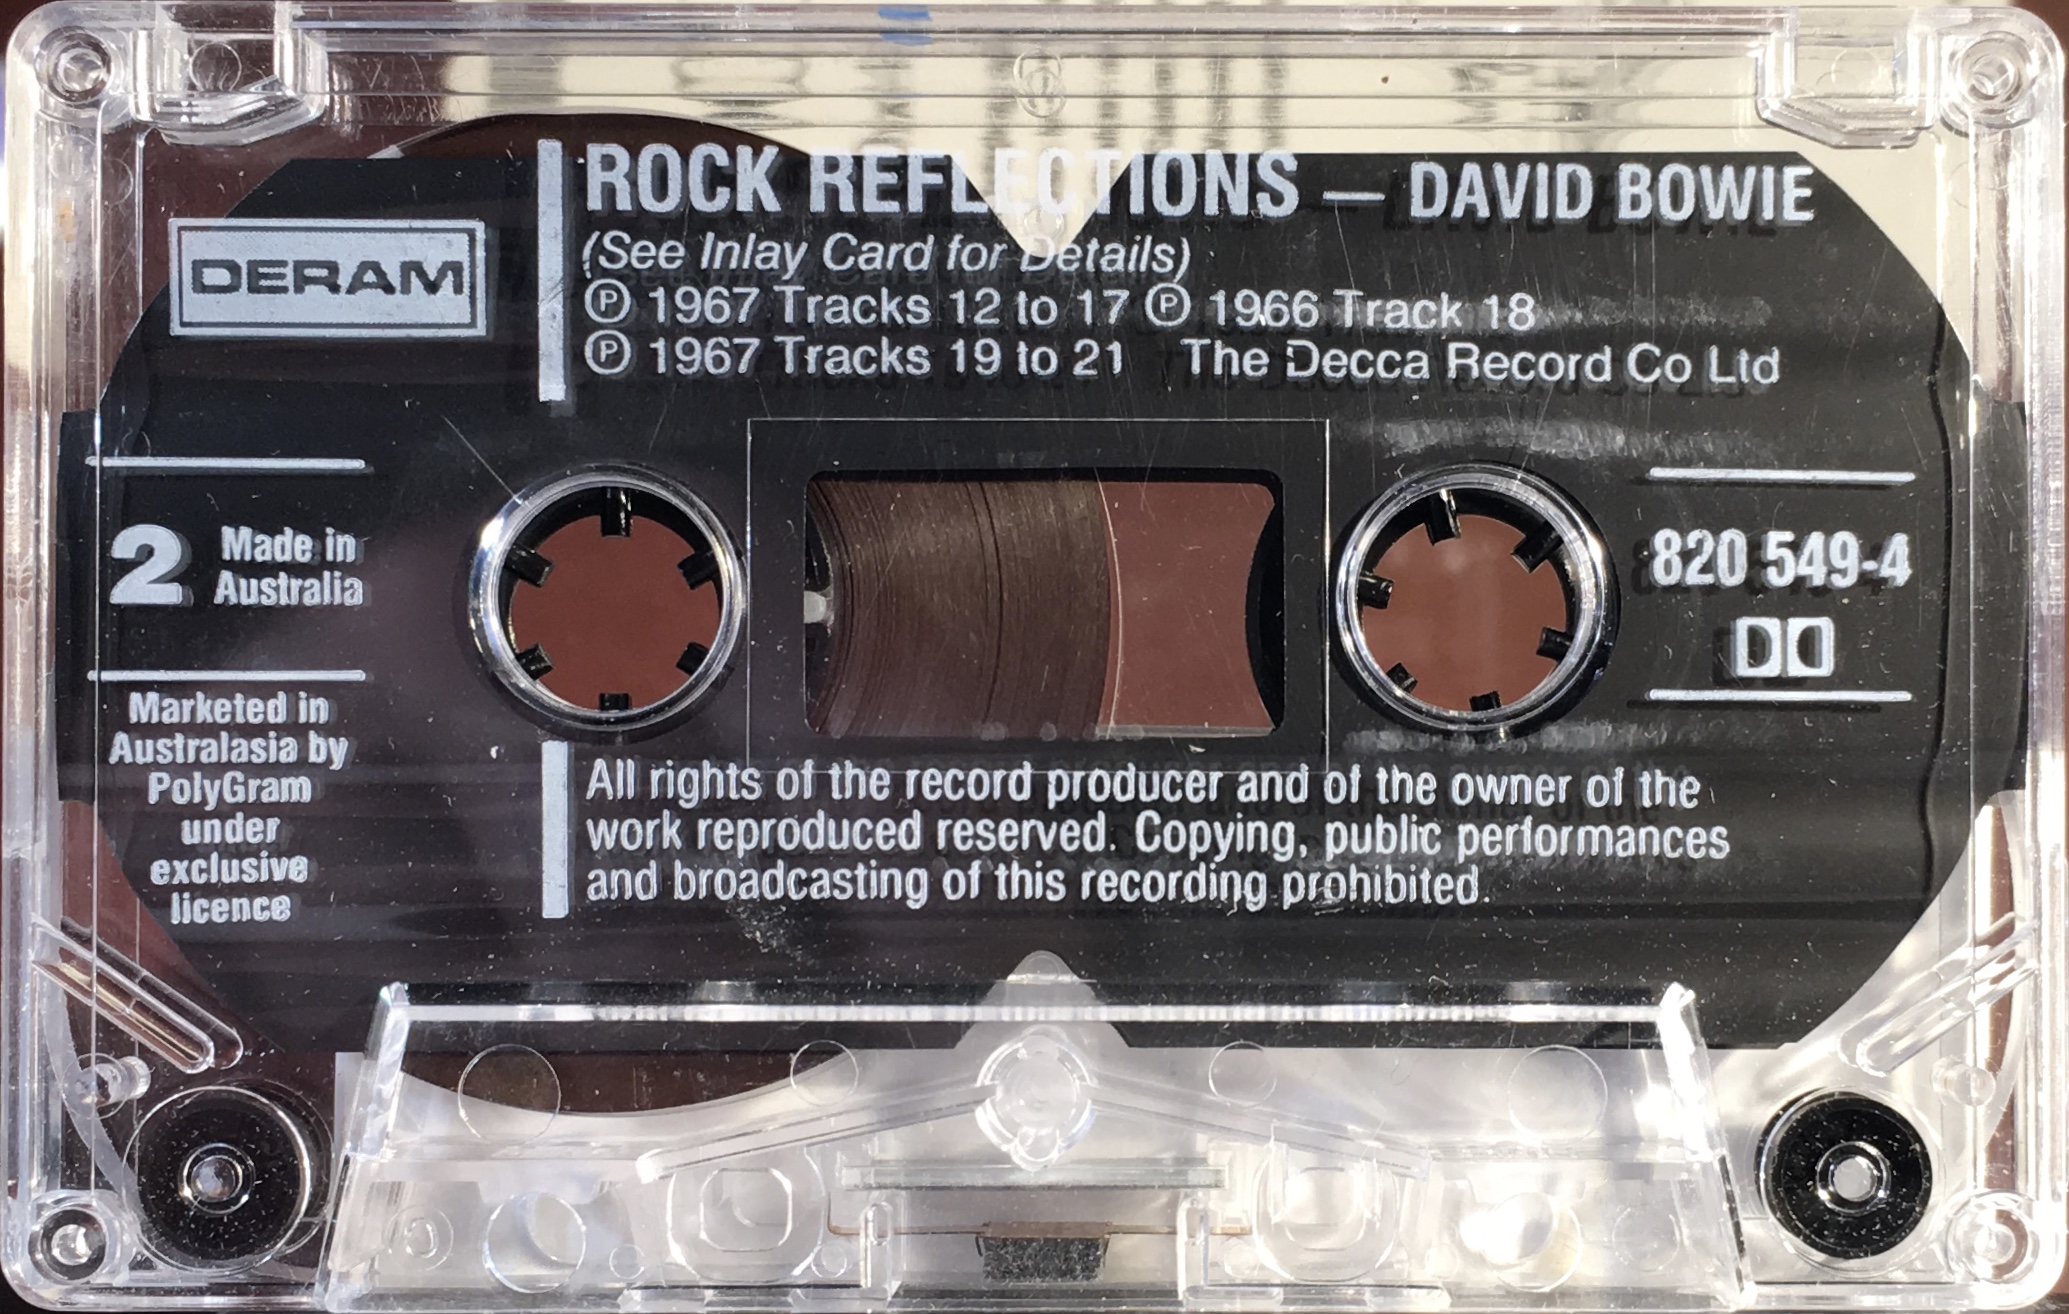 ROCK REFLECTIONS — DAVID BOWIE
(See Inlay Card for Details)
Ⓟ 1967 Tracks 12 to 17 Ⓟ 1966 Track 18
Ⓟ 1967 Tracks 19 to 21 The Decca Record Co Ltd
DERAM
2
Made in
Australia
820 549-4
Marketed in
Australasia by
PolyGram
under
exclusive
licence
All rights of the record producer and of the owner of the
work reproduced reserved. Copying, public performances
and broadcasting of this recording prohibited.